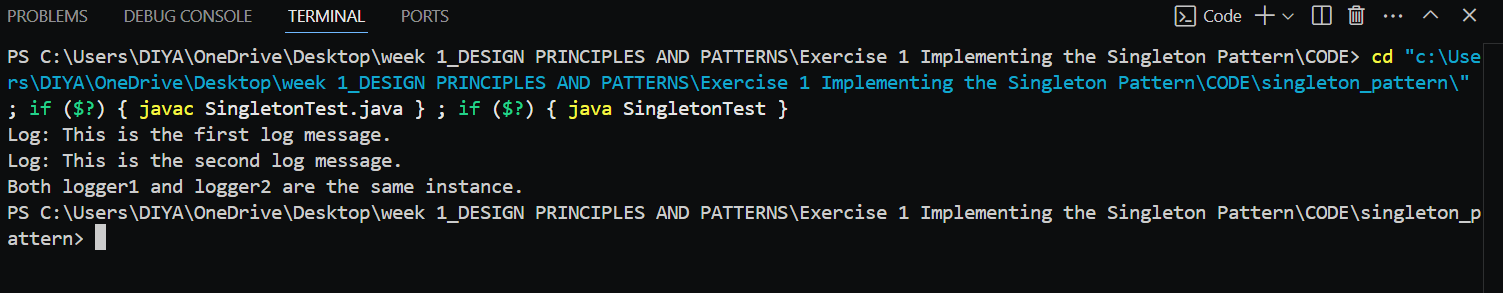 PROBLEMS DEBUG CONSOLE TERMINAL PORTS Code
PS C:\Users\DIYA\OneDrive\Desktop\week 1_DESIGN PRINCIPLES AND PATTERNS\Exercise 1 Implementing the Singleton Pattern\CODE> cd "c:\Use
rs\DIYA\OneDrive\Desktop\week 1_DESIGN PRINCIPLES AND PATTERNS\Exercise 1 Implementing the Singleton Pattern\CODE\singleton_pattern\"
; if ($?) { javac SingletonTest.java } ; if ($?) { java SingletonTest }
Log: This is the first log message.
Log: This is the second log message.
Both logger1 and logger2 are the same instance.
PS C:\Users\DIYA\OneDrive\Desktop\week 1_DESIGN PRINCIPLES AND PATTERNS\Exercise 1 Implementing the Singleton Pattern\CODE\singleton_p
attern>